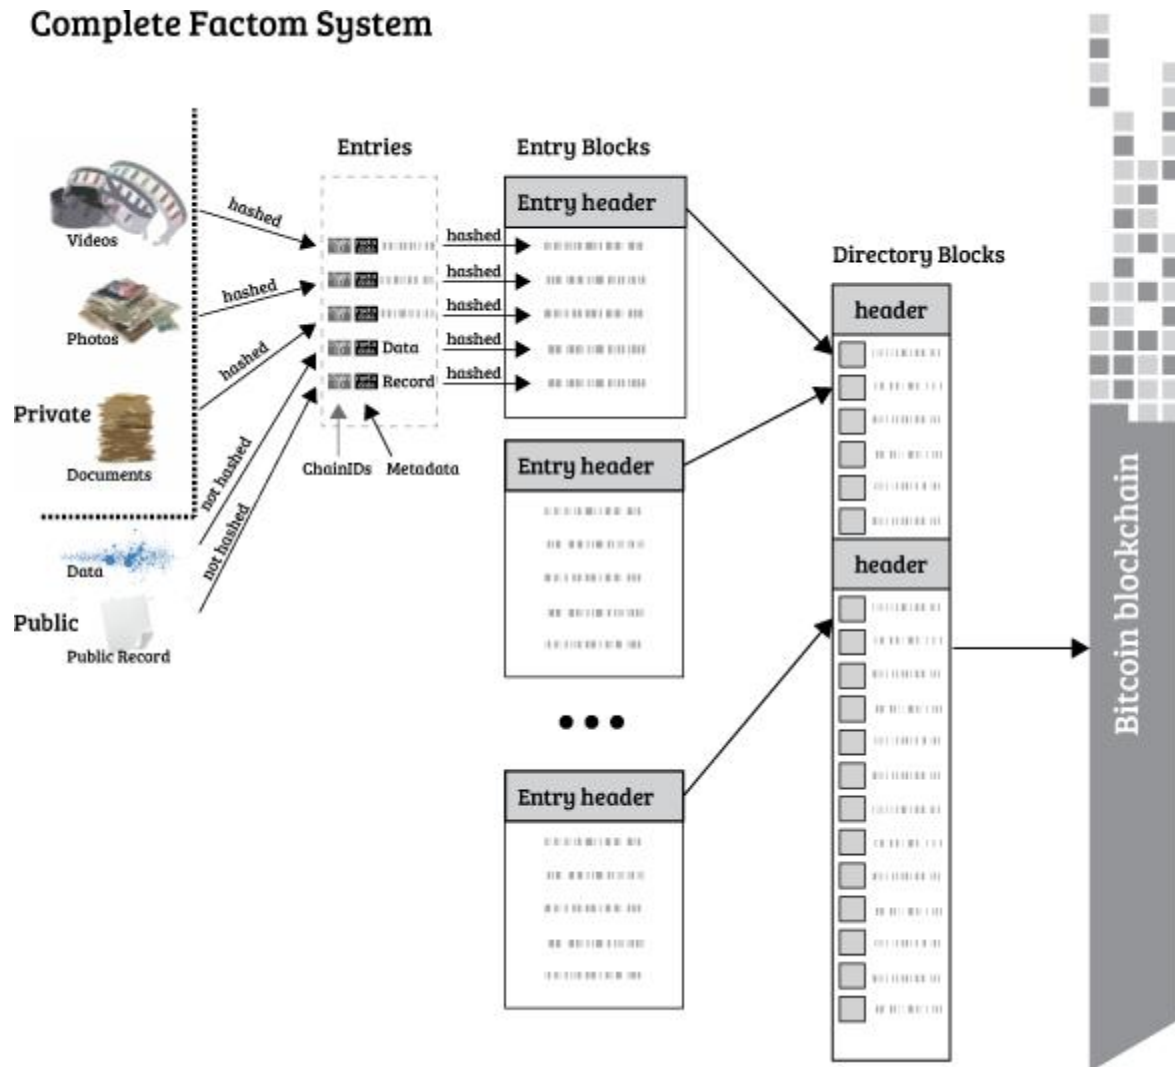 Complete Factom System
Entries
Entry Blocks
Directory Blocks
Videos
Photos
Private
Documents
Data
Public
Public Record
hashed
hashed
hashed
not hashed
not hashed
Data
Record
ChainIDs
Metadata
hashed
hashed
hashed
hashed
hashed
Entry header
Entry header
Entry header
header
header
Bitcoin blockchain